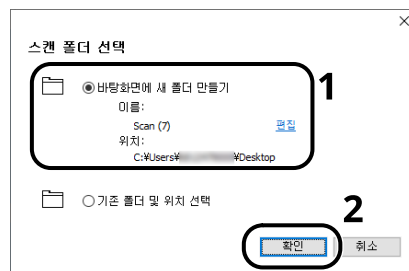 스캔 폴더 선택
바탕화면에 새 폴더 만들기
1
이름:
Scan (7)
편집
위치:
C:₩Users₩ ₩Desktop
기존 폴더 및 위치 선택
2
확인
취소